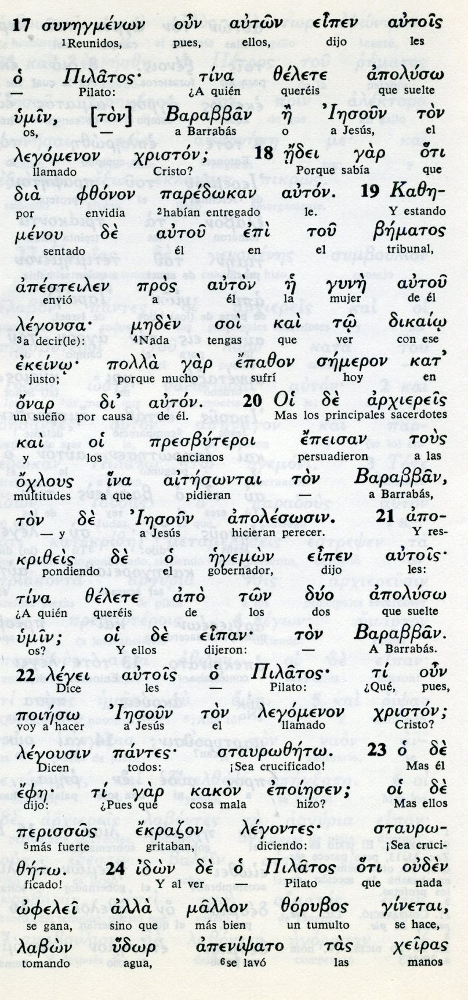 17 συνηγμένων οὖν αὐτῶν εἶπεν αὐτοῖς
1Reunidos, pues, ellos, dijo les
ὁ Πιλᾶτος· τίνα θέλετε ἀπολύσω
— Pilato: ¿A quién queréis que suelte
ὑμῖν, [τὸν] Βαραββᾶν ἢ Ἰησοῦν τὸν
os, — a Barrabás o a Jesús, el
λεγόμενον χριστόν; 18 ᾔδει γὰρ ὅτι
llamado Cristo? Porque sabía que
διὰ φθόνον παρέδωκαν αὐτόν. 19 Καθη-
por envidia 2habían entregado le. Y estando
μένου δὲ αὐτοῦ ἐπὶ τοῦ βήματος
sentado él en el tribunal,
ἀπέστειλεν πρὸς αὐτὸν ἡ γυνὴ αὐτοῦ
envió a él la mujer de él
λέγουσα· μηδὲν σοὶ καὶ τῷ δικαίῳ
3a decir(le): 4Nada tengas que ver con ese
ἐκείνῳ· πολλὰ γὰρ ἔπαθον σήμερον κατ'
justo; porque mucho sufrí hoy en
ὄναρ δι' αὐτόν. 20 Οἱ δὲ ἀρχιερεῖς
un sueño por causa de él. Mas los principales sacerdotes
καὶ οἱ πρεσβύτεροι ἔπεισαν τοὺς
y los ancianos persuadieron a las
ὄχλους ἵνα αἰτήσωνται τὸν Βαραββᾶν,
multitudes a que pidieran — a Barrabás,
τὸν δὲ Ἰησοῦν ἀπολέσωσιν. 21 ἀπο-
— y a Jesús hicieran perecer. Y res-
κριθεὶς δὲ ὁ ἡγεμὼν εἶπεν αὐτοῖς·
pondiendo el gobernador, dijo les:
τίνα θέλετε ἀπὸ τῶν δύο ἀπολύσω
¿A quién queréis de los dos que suelte
ὑμῖν; οἱ δὲ εἶπαν· τὸν Βαραββᾶν.
os? Y ellos dijeron: — A Barrabás.
22 λέγει αὐτοῖς ὁ Πιλᾶτος· τί οὖν
Dice les — Pilato: ¿Qué, pues,
ποιήσω Ἰησοῦν τὸν λεγόμενον χριστόν;
voy a hacer a Jesús el llamado Cristo?
λέγουσιν πάντες· σταυρωθήτω. 23 ὁ δὲ
Dicen todos: ¡Sea crucificado! Mas él
ἔφη· τί γὰρ κακὸν ἐποίησεν; οἱ δὲ
dijo: ¿Pues qué cosa mala hizo? Mas ellos
περισσῶς ἔκραζον λέγοντες· σταυρω-
5más fuerte gritaban, diciendo: ¡Sea cruci-
θήτω. 24 ἰδὼν δὲ ὁ Πιλᾶτος ὅτι οὐδὲν
ficado! Y al ver — Pilato que nada
ὠφελεῖ ἀλλὰ μᾶλλον θόρυβος γίνεται,
se gana, sino que más bien un tumulto se hace,
λαβὼν ὕδωρ ἀπενίψατο τὰς χεῖρας
tomando agua, 6se lavó las manos